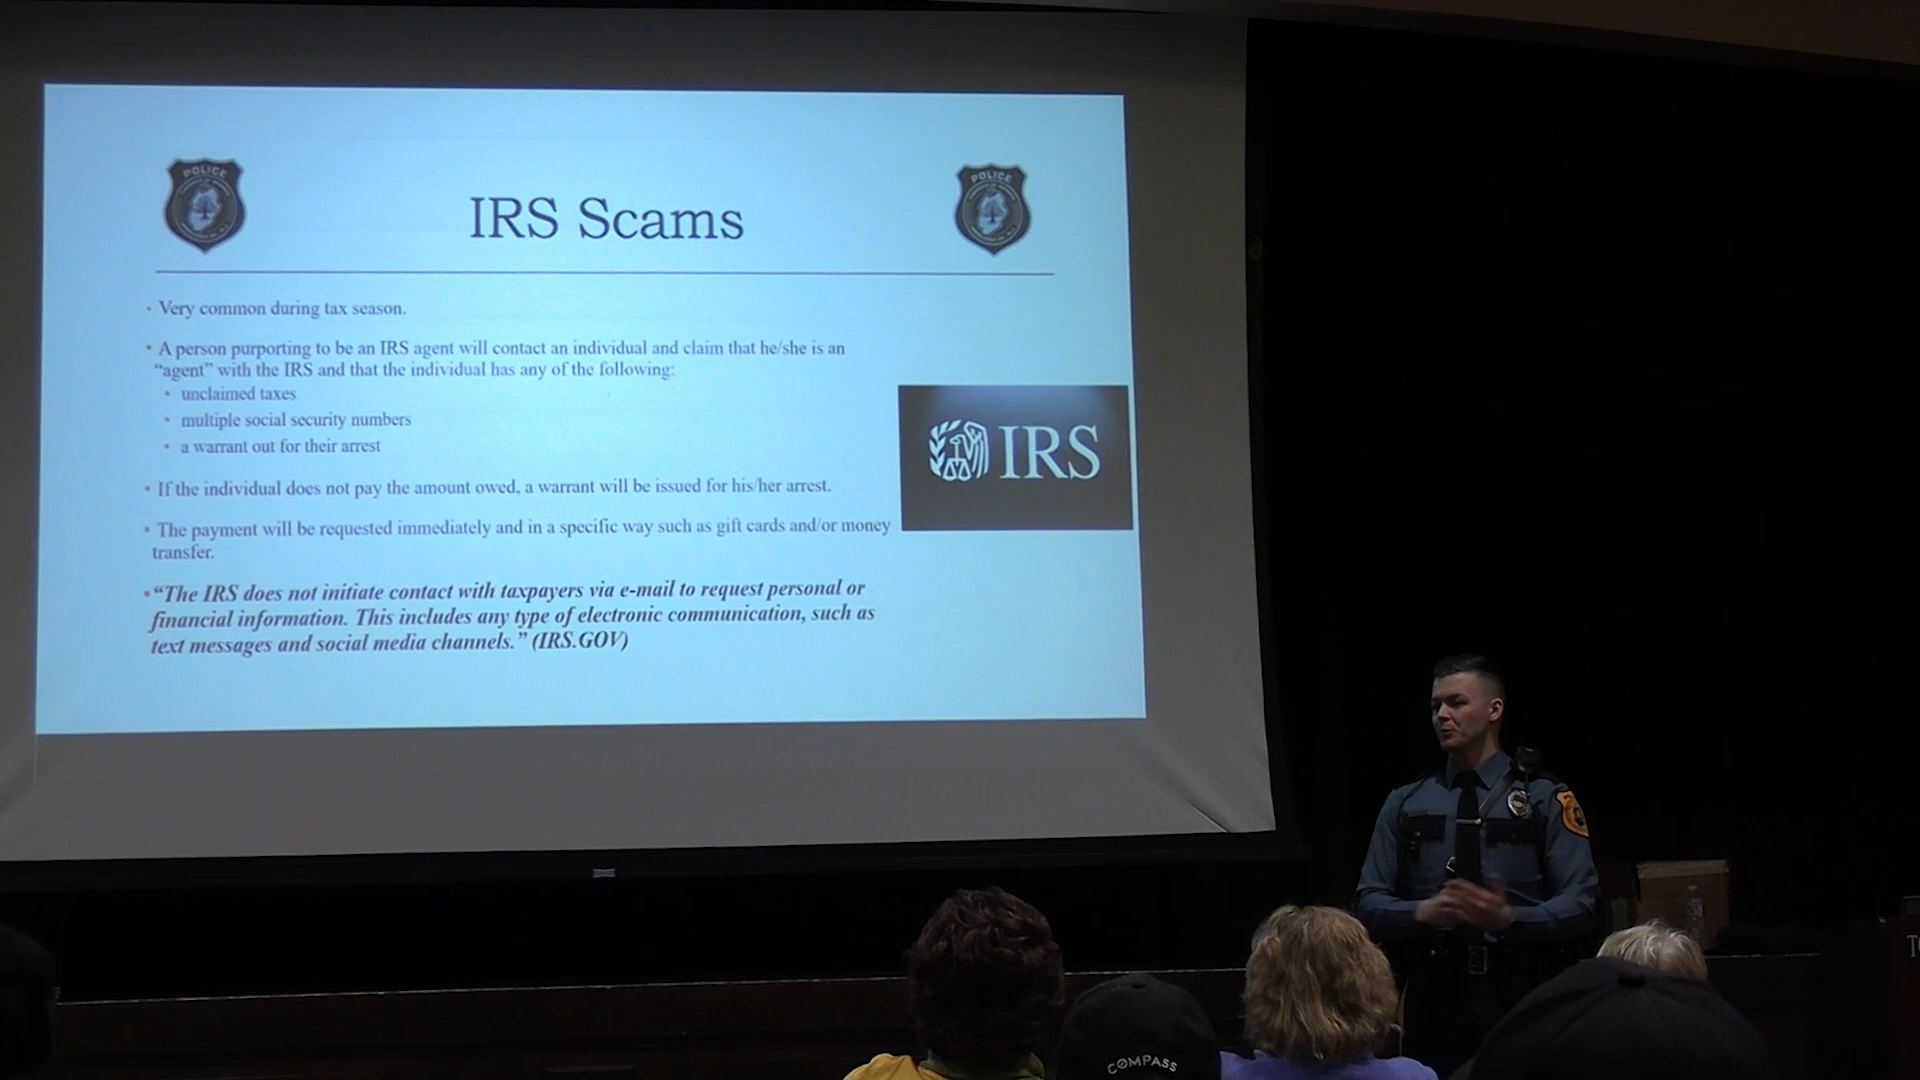 POLICE
POLICE
IRS Scams
• Very common during tax season.
• A person purporting to be an IRS agent will contact an individual and claim that he/she is an
“agent” with the IRS and that the individual has any of the following:
• unclaimed taxes
• multiple social security numbers
• a warrant out for their arrest
• If the individual does not pay the amount owed, a warrant will be issued for his/her arrest.
• The payment will be requested immediately and in a specific way such as gift cards and/or money
transfer.
• “The IRS does not initiate contact with taxpayers via e-mail to request personal or
financial information. This includes any type of electronic communication, such as
text messages and social media channels.” (IRS.GOV)
IRS
COMPASS